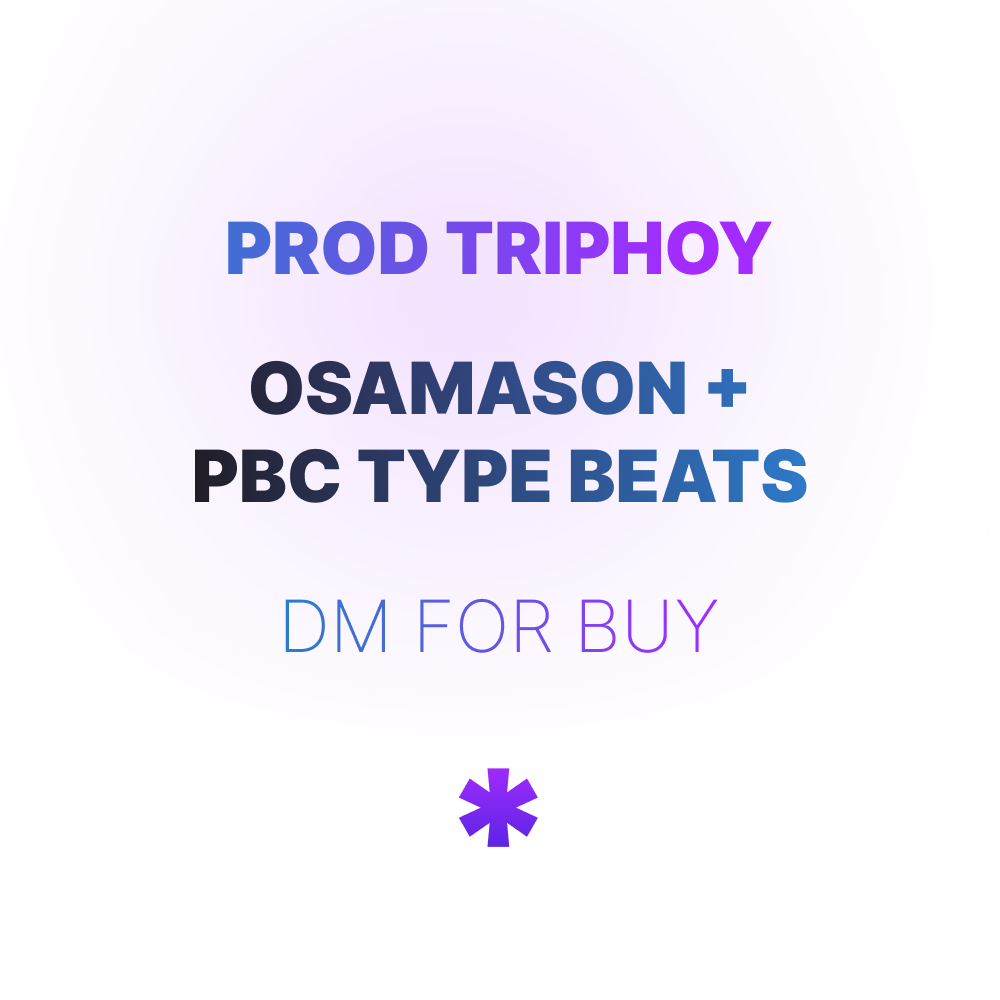 PROD TRIPHOY
OSAMASON +
PBC TYPE BEATS
DM FOR BUY
*